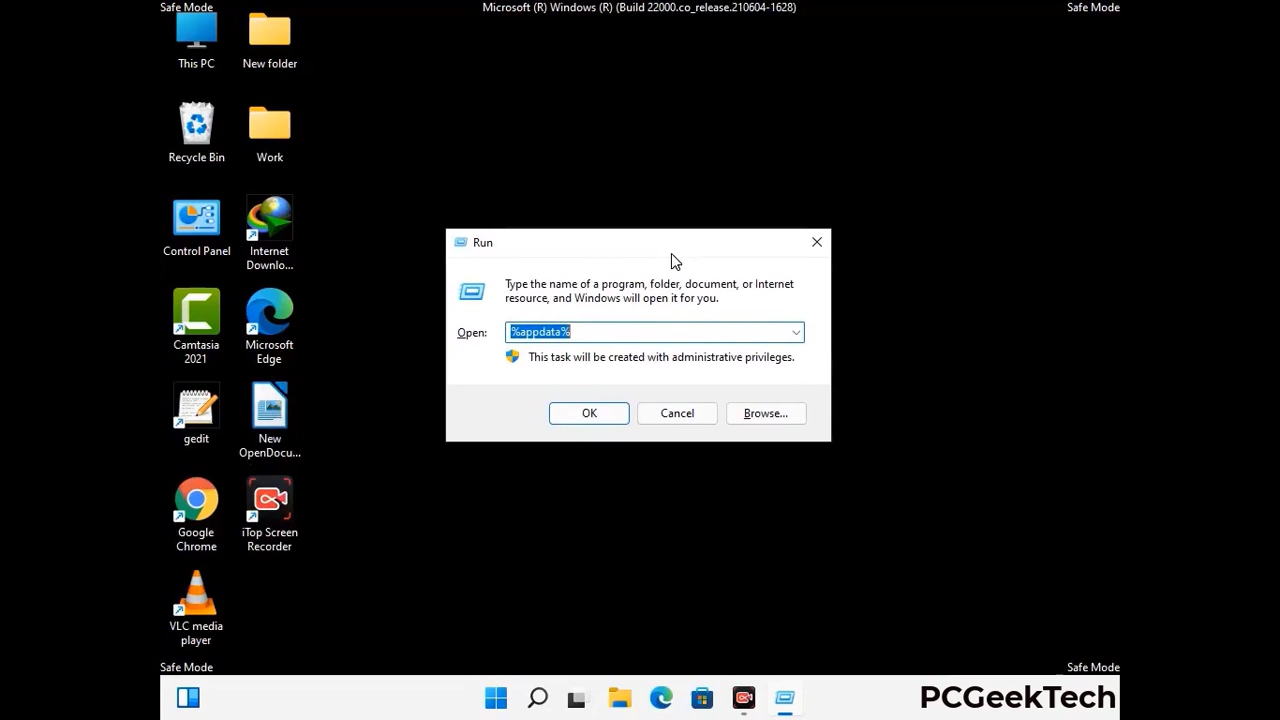 Safe Mode
Microsoft (R) Windows (R) (Build 22000.co_release.210604-1628)
Safe Mode
This PC
New folder
Recycle Bin
Work
Control Panel
Internet
Downlo...
Camtasia
2021
Microsoft
Edge
gedit
New
OpenDocu...
Google
Chrome
iTop Screen
Recorder
VLC media
player
Run
Type the name of a program, folder, document, or Internet
resource, and Windows will open it for you.
Open:
%appdata%
This task will be created with administrative privileges.
OK
Cancel
Browse...
Safe Mode
Safe Mode
PCGeekTech